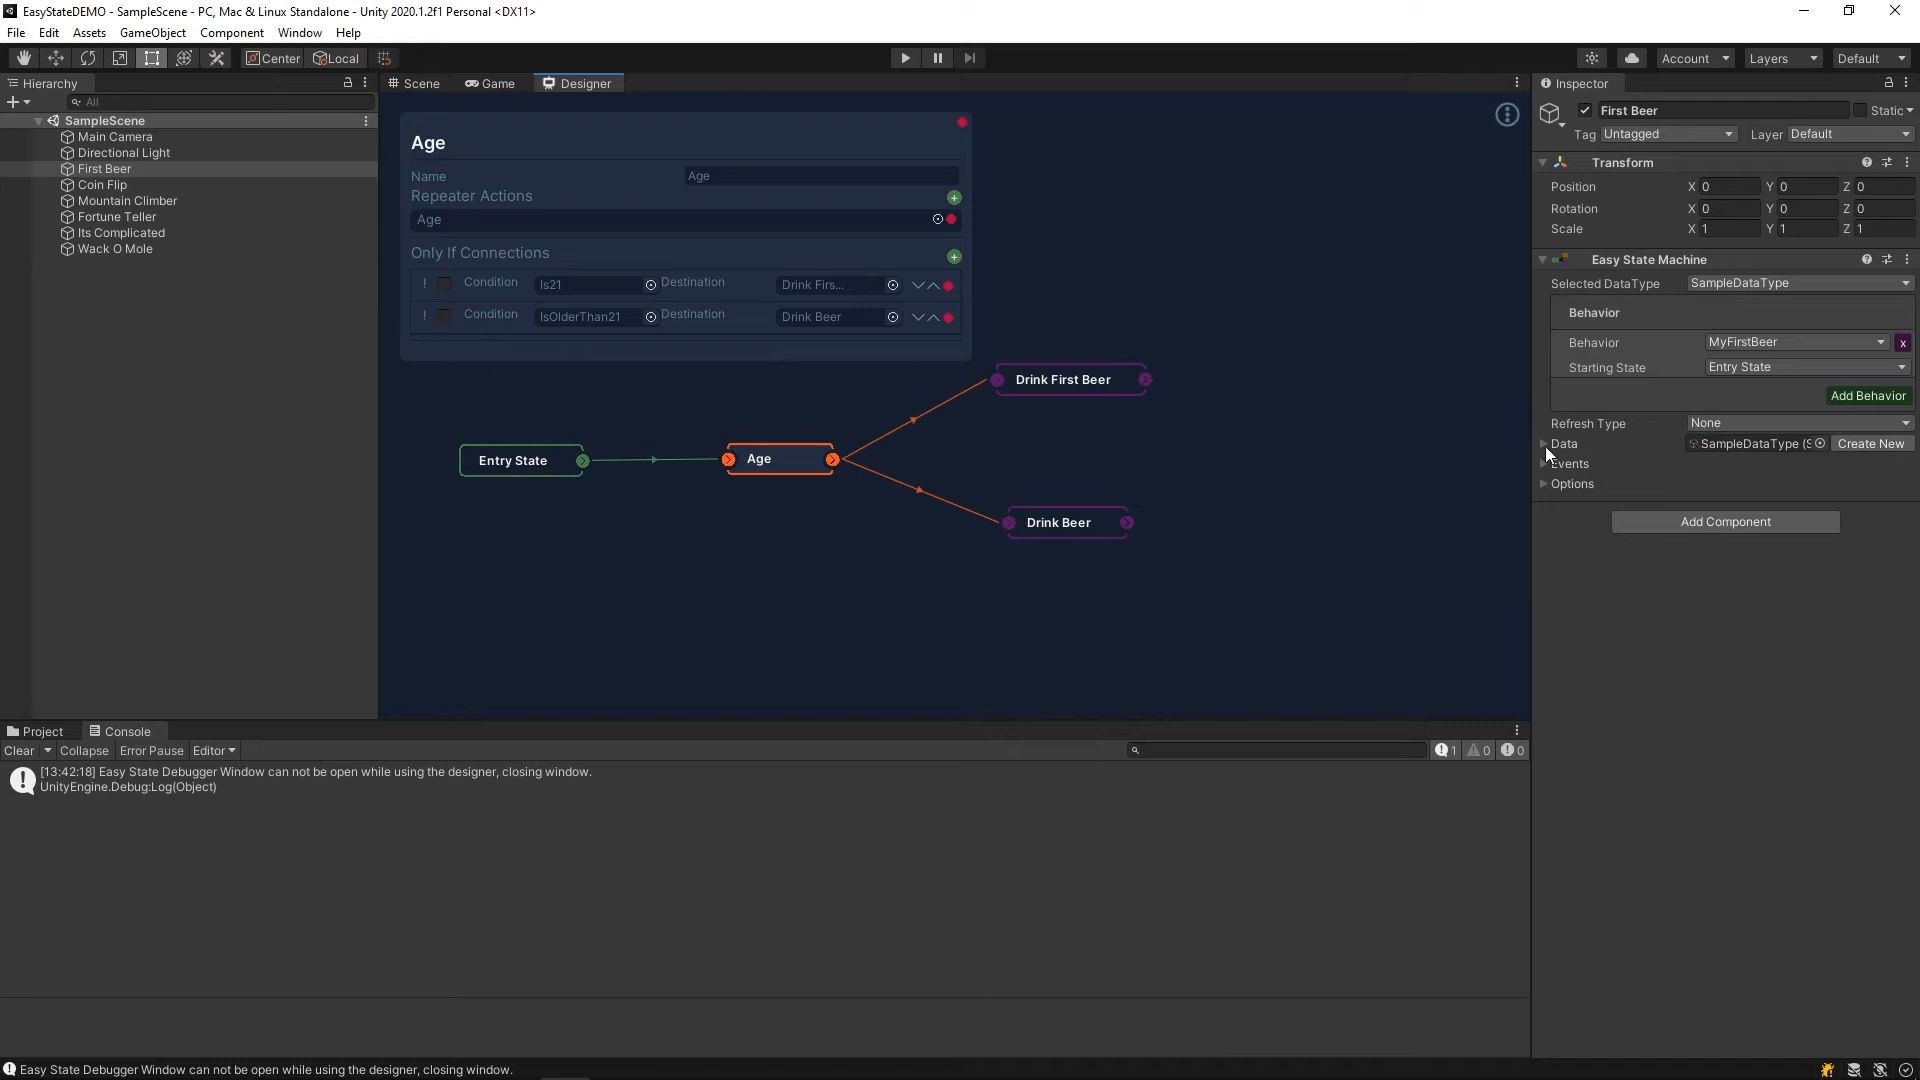 EasyStateDEMO - SampleScene - PC, Mac & Linux Standalone - Unity 2020.1.2f1 Personal <DX11>
File Edit Assets GameObject Component Window Help
Center Local Account Layers Default
Hierarchy
All
SampleScene
Main Camera
Directional Light
First Beer
Coin Flip
Mountain Climber
Fortune Teller
Its Complicated
Wack O Mole
Scene Game Designer
Age
Name Age
Repeater Actions
Age
Only If Connections
! Condition Is21 Destination Drink Firs...
! Condition IsOlderThan21 Destination Drink Beer
Drink First Beer
Entry State
Age
Drink Beer
Inspector
First Beer Static
Tag Untagged Layer Default
Transform
Position X 0 Y 0 Z 0
Rotation X 0 Y 0 Z 0
Scale X 1 Y 1 Z 1
Easy State Machine
Selected DataType SampleDataType
Behavior
Behavior MyFirstBeer x
Starting State Entry State
Add Behavior
Refresh Type None
Data SampleDataType (S Create New
Events
Options
Add Component
Project Console
Clear Collapse Error Pause Editor 1 0 0
[13:42:18] Easy State Debugger Window can not be open while using the designer, closing window.
UnityEngine.Debug:Log(Object)
Easy State Debugger Window can not be open while using the designer, closing window.